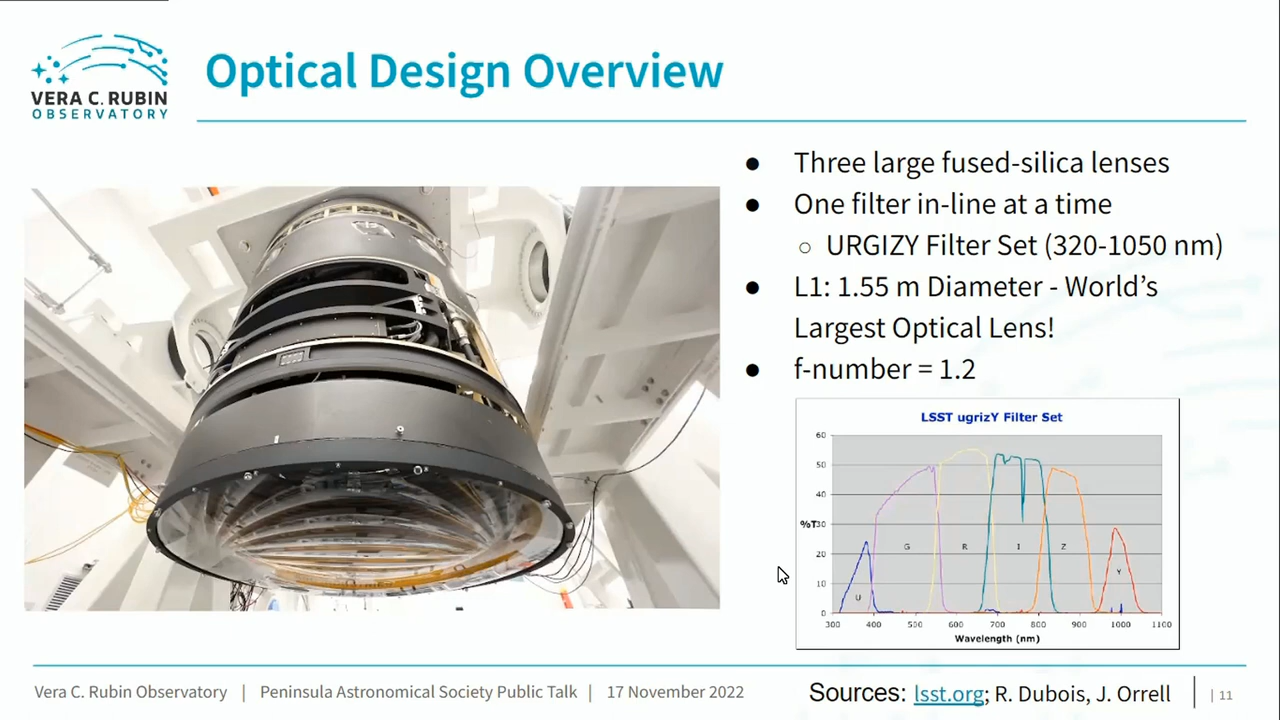 VERA C. RUBIN
OBSERVATORY
Optical Design Overview
● Three large fused-silica lenses
● One filter in-line at a time
○ URGIZY Filter Set (320-1050 nm)
● L1: 1.55 m Diameter - World’s
Largest Optical Lens!
● f-number = 1.2
LSST ugrizY Filter Set
60
50
40
%T 30
20
10
0
U
G
R
I
Z
Y
300 400 500 600 700 800 900 1000 1100
Wavelength (nm)
Vera C. Rubin Observatory | Peninsula Astronomical Society Public Talk | 17 November 2022
Sources: lsst.org; R. Dubois, J. Orrell | 11